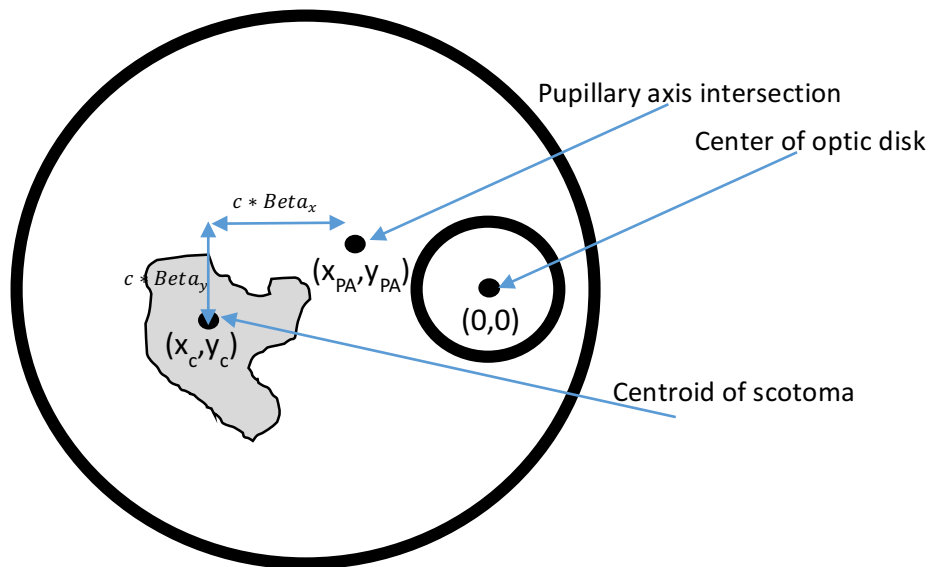 Pupillary axis intersection
Center of optic disk
c * Beta_x
c * Beta_y
(x_PA,y_PA)
(0,0)
(x_c,y_c)
Centroid of scotoma